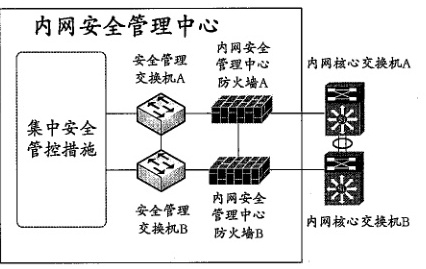 内网安全管理中心
安全管理
交换机A
内网安全
管理中心
防火墙A
内网核心交换机A
集中安全
管控措施
安全管理
交换机B
内网安全
管理中心
防火墙B
内网核心交换机B